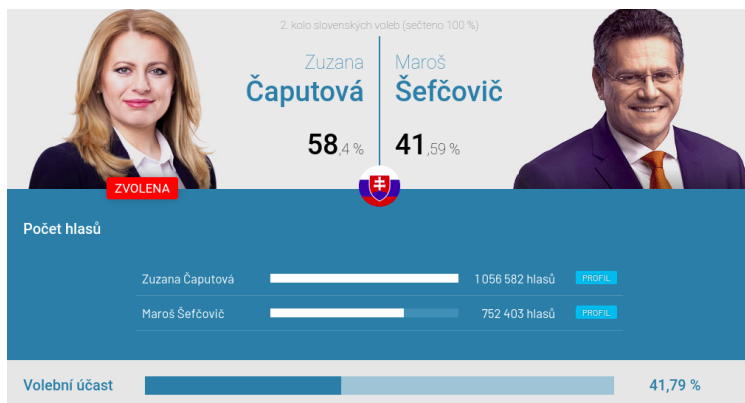 2. kolo slovenských voleb (sečteno 100 %)
Zuzana
Čaputová
58,4 %
Maroš
Šefčovič
41,59 %
ZVOLENA
Počet hlasů
Zuzana Čaputová 1 056 582 hlasů PROFIL
Maroš Šefčovič 752 403 hlasů PROFIL
Volební účast 41,79 %